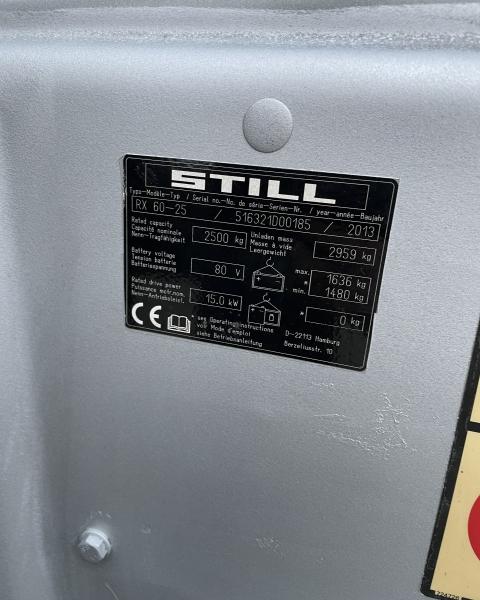 STILL
Type-Modèle-Typ / Serial no.-No. de série-Serien-Nr. / year-année-Baujahr
RX 60-25 / 516321D00185 / 2013
Rated capacity
Capacité nominale
Nenn-Tragfähigkeit
2500 kg
Unladen mass
Masse à vide
Leergewicht
2959 kg
Battery voltage
Tension batterie
Batteriespannung
80 V
max. 1636 kg
* min. 1480 kg
Rated drive power
Puissance motr.nom.
Nenn-Antriebsleist.
15.0 kW
* 0 kg
CE
* see Operating instructions
voir Mode d'emploi
siehe Betriebsanleitung
D-22113 Hamburg
Berzeliusstr. 10